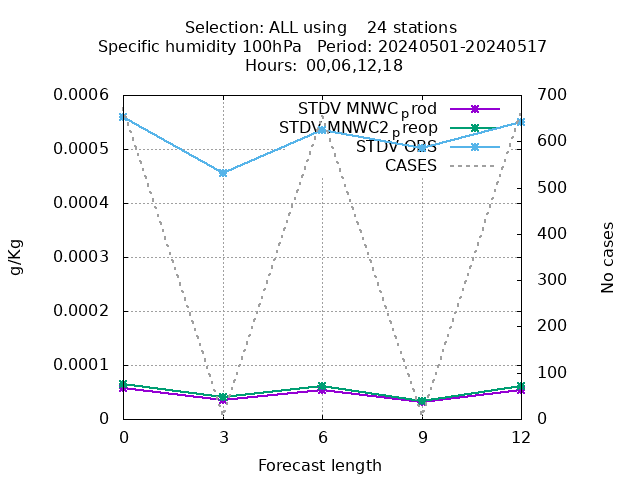 Selection: ALL using 24 stations
Specific humidity 100hPa Period: 20240501-20240517
Hours: 00,06,12,18
STDV MNWC_prod
STDV MNWC2_preop
STDV OBS
CASES
0.0006
0.0005
0.0004
0.0003
0.0002
0.0001
0
700
600
500
400
300
200
100
0
g/Kg
No cases
0 3 6 9 12
Forecast length